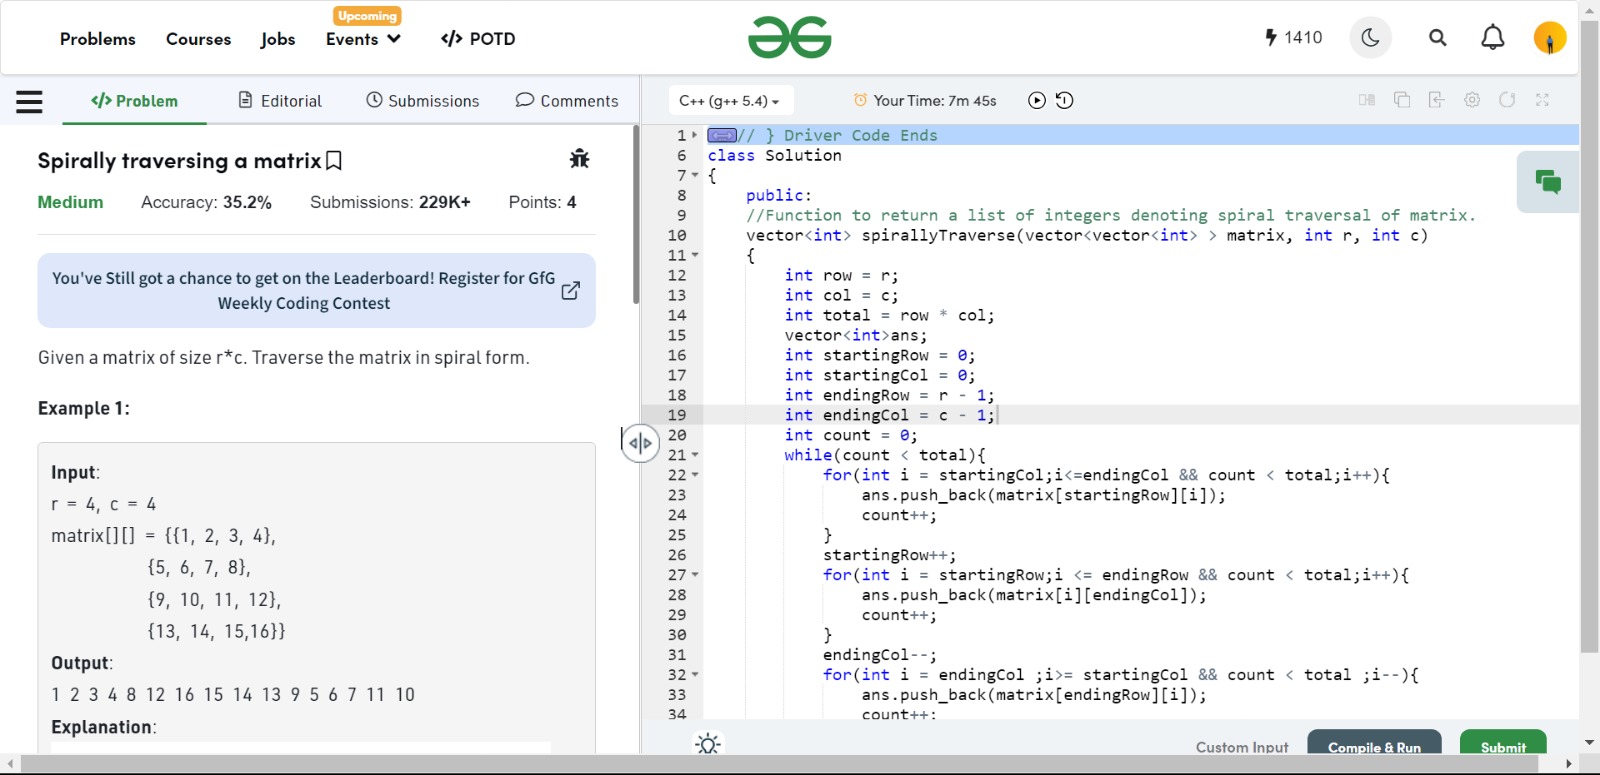 Upcoming
Problems Courses Jobs Events </> POTD
1410
</> Problem Editorial Submissions Comments
C++ (g++ 5.4) Your Time: 7m 45s
Spirally traversing a matrix
Medium Accuracy: 35.2% Submissions: 229K+ Points: 4
You've Still got a chance to get on the Leaderboard! Register for GfG
Weekly Coding Contest
Given a matrix of size r*c. Traverse the matrix in spiral form.
Example 1:
Input:
r = 4, c = 4
matrix[][] = {{1, 2, 3, 4},
{5, 6, 7, 8},
{9, 10, 11, 12},
{13, 14, 15,16}}
Output:
1 2 3 4 8 12 16 15 14 13 9 5 6 7 11 10
Explanation:
1 // } Driver Code Ends
6 class Solution
7 {
8 public:
9 //Function to return a list of integers denoting spiral traversal of matrix.
10 vector<int> spirallyTraverse(vector<vector<int> > matrix, int r, int c)
11 {
12 int row = r;
13 int col = c;
14 int total = row * col;
15 vector<int>ans;
16 int startingRow = 0;
17 int startingCol = 0;
18 int endingRow = r - 1;
19 int endingCol = c - 1;
20 int count = 0;
21 while(count < total){
22 for(int i = startingCol;i<=endingCol && count < total;i++){
23 ans.push_back(matrix[startingRow][i]);
24 count++;
25 }
26 startingRow++;
27 for(int i = startingRow;i <= endingRow && count < total;i++){
28 ans.push_back(matrix[i][endingCol]);
29 count++;
30 }
31 endingCol--;
32 for(int i = endingCol ;i>= startingCol && count < total ;i--){
33 ans.push_back(matrix[endingRow][i]);
34 count++;
Custom Input Compile & Run Submit